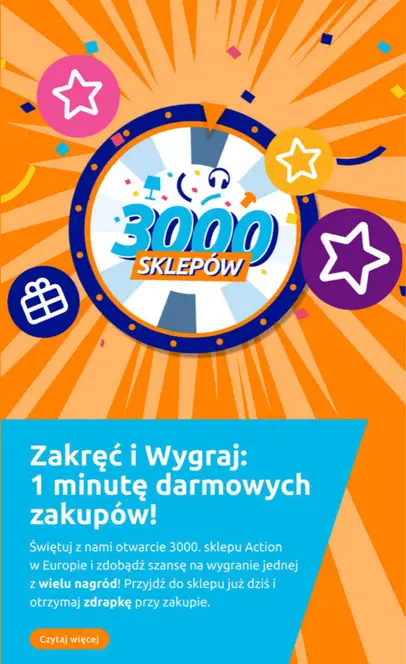 3000
SKLEPÓW
Zakręć i Wygraj:
1 minutę darmowych
zakupów!
Świętuj z nami otwarcie 3000. sklepu Action
w Europie i zdobądź szansę na wygranie jednej
z wielu nagród! Przyjdź do sklepu już dziś i
otrzymaj zdrapkę przy zakupie.
Czytaj więcej